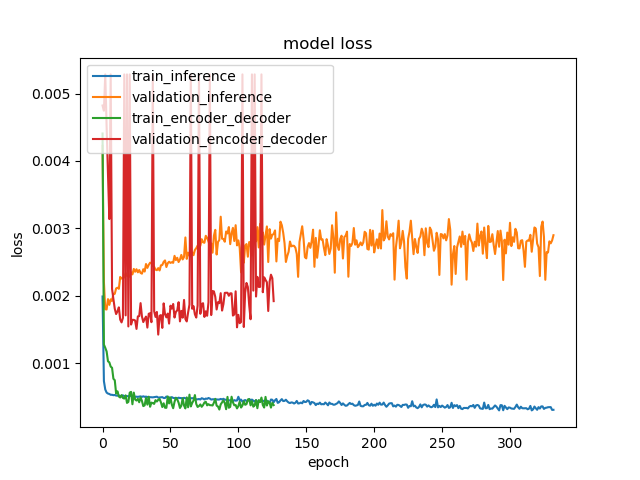 model loss
train_inference
validation_inference
train_encoder_decoder
validation_encoder_decoder
0.005
0.004
0.003
0.002
0.001
loss
0 50 100 150 200 250 300
epoch